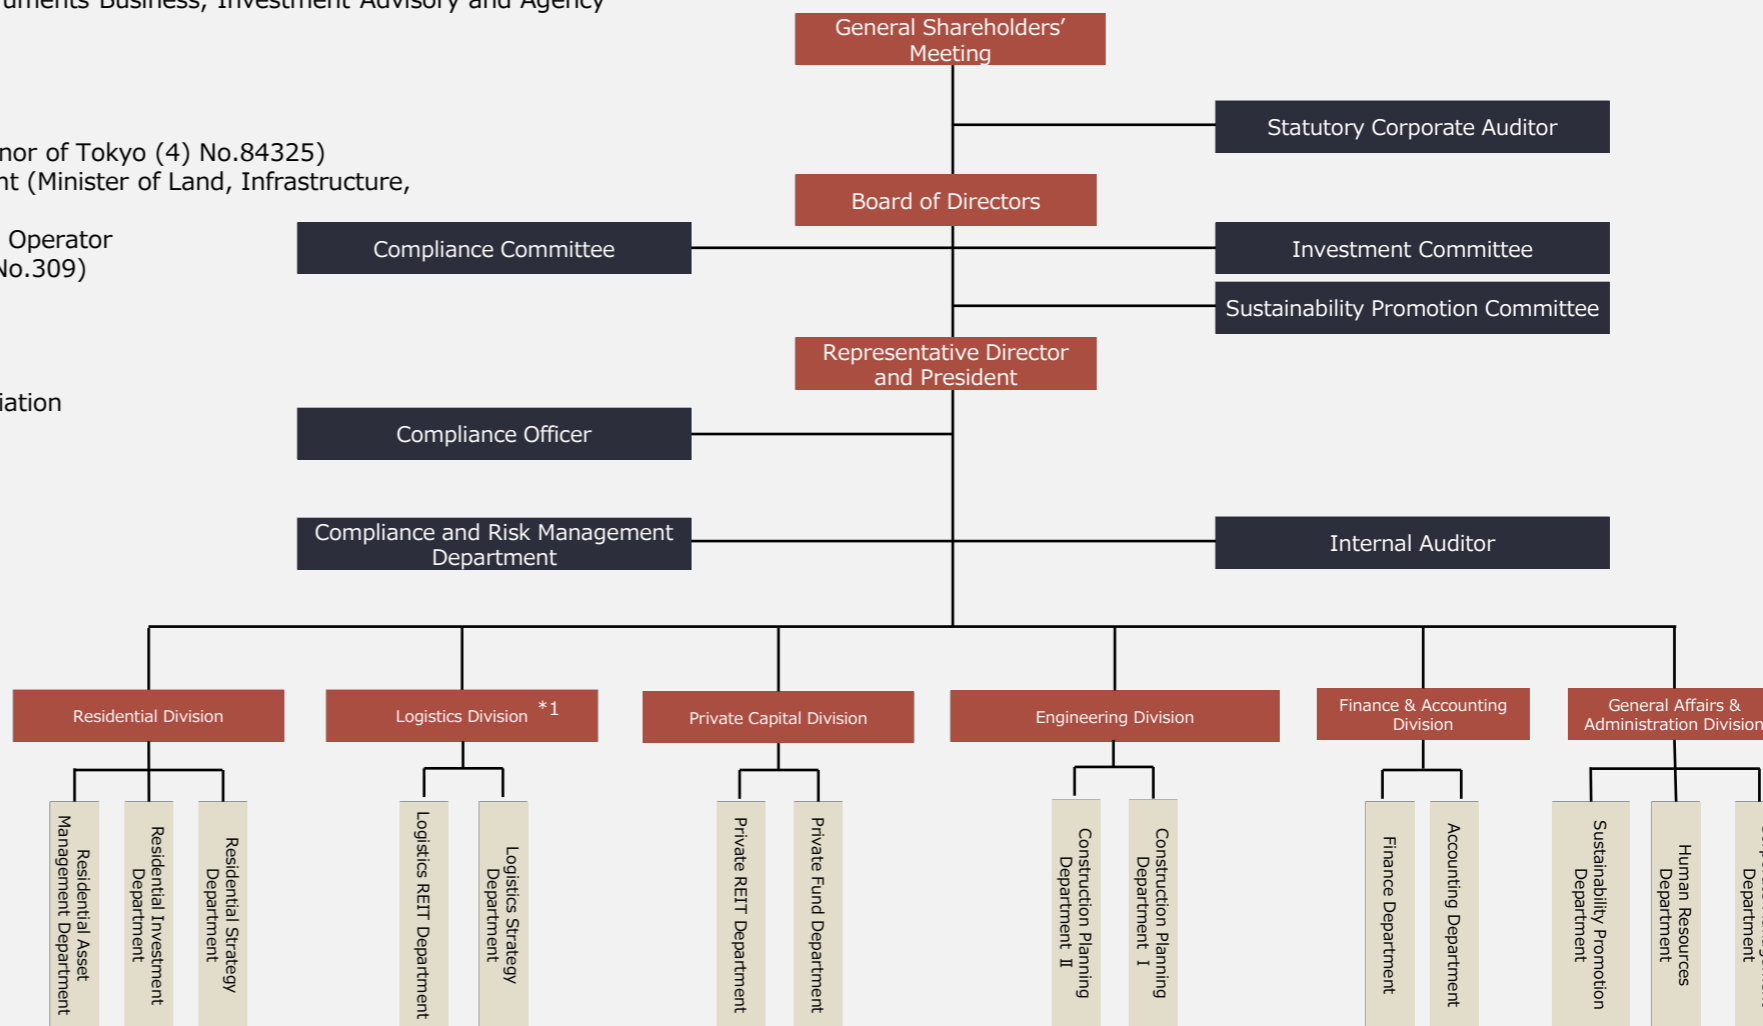 Business, Investment Advisory and Agency
General Shareholders’
Meeting
Statutory Corporate Auditor
of Tokyo (4) No.84325)
(Minister of Land, Infrastructure,
Board of Directors
Operator
No.309)
Compliance Committee
Investment Committee
Sustainability Promotion Committee
Representative Director
and President
Compliance Officer
Compliance and Risk Management
Department
Internal Auditor
Residential Division
Logistics Division *1
Private Capital Division
Engineering Division
Finance & Accounting
Division
General Affairs &
Administration Division
Residential Asset
Management Department
Residential Investment
Department
Residential Strategy
Department
Logistics REIT Department
Logistics Strategy
Department
Private REIT Department
Private Fund Department
Construction Planning
Department Ⅱ
Construction Planning
Department Ⅰ
Finance Department
Accounting Department
Sustainability Promotion
Department
Human Resources
Department
Department